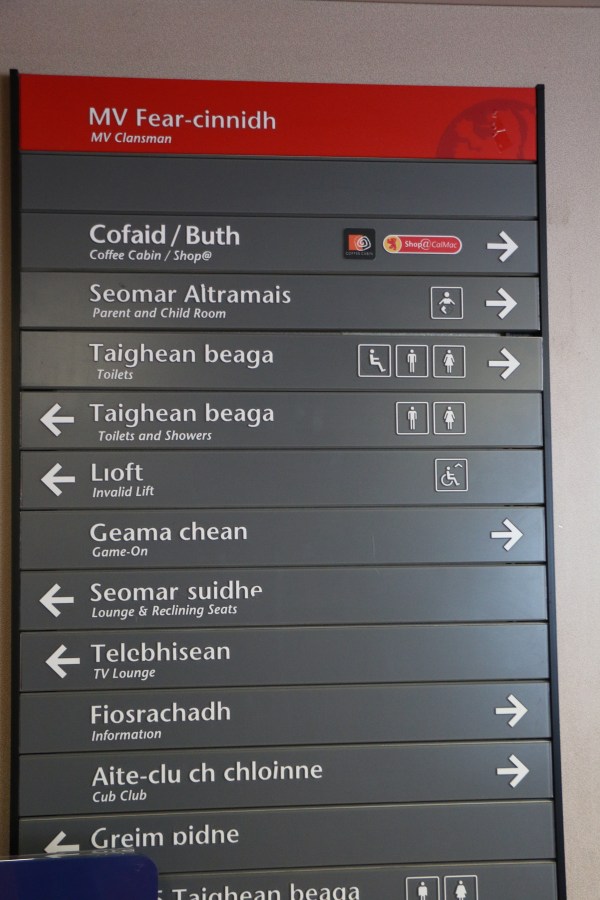 MV Fear-cinnidh
MV Clansman
Cofaid / Buth
Coffee Cabin / Shop@
Shop@CalMac
Seomar Altramais
Parent and Child Room
Taighean beaga
Toilets
Taighean beaga
Toilets and Showers
Lioft
Invalid Lift
Geama chean
Game-On
Seomar suidhe
Lounge & Reclining Seats
Telebhisean
TV Lounge
Fiosrachadh
Information
Aite-clu ch chloinne
Cub Club
Greim
Taighean beaga